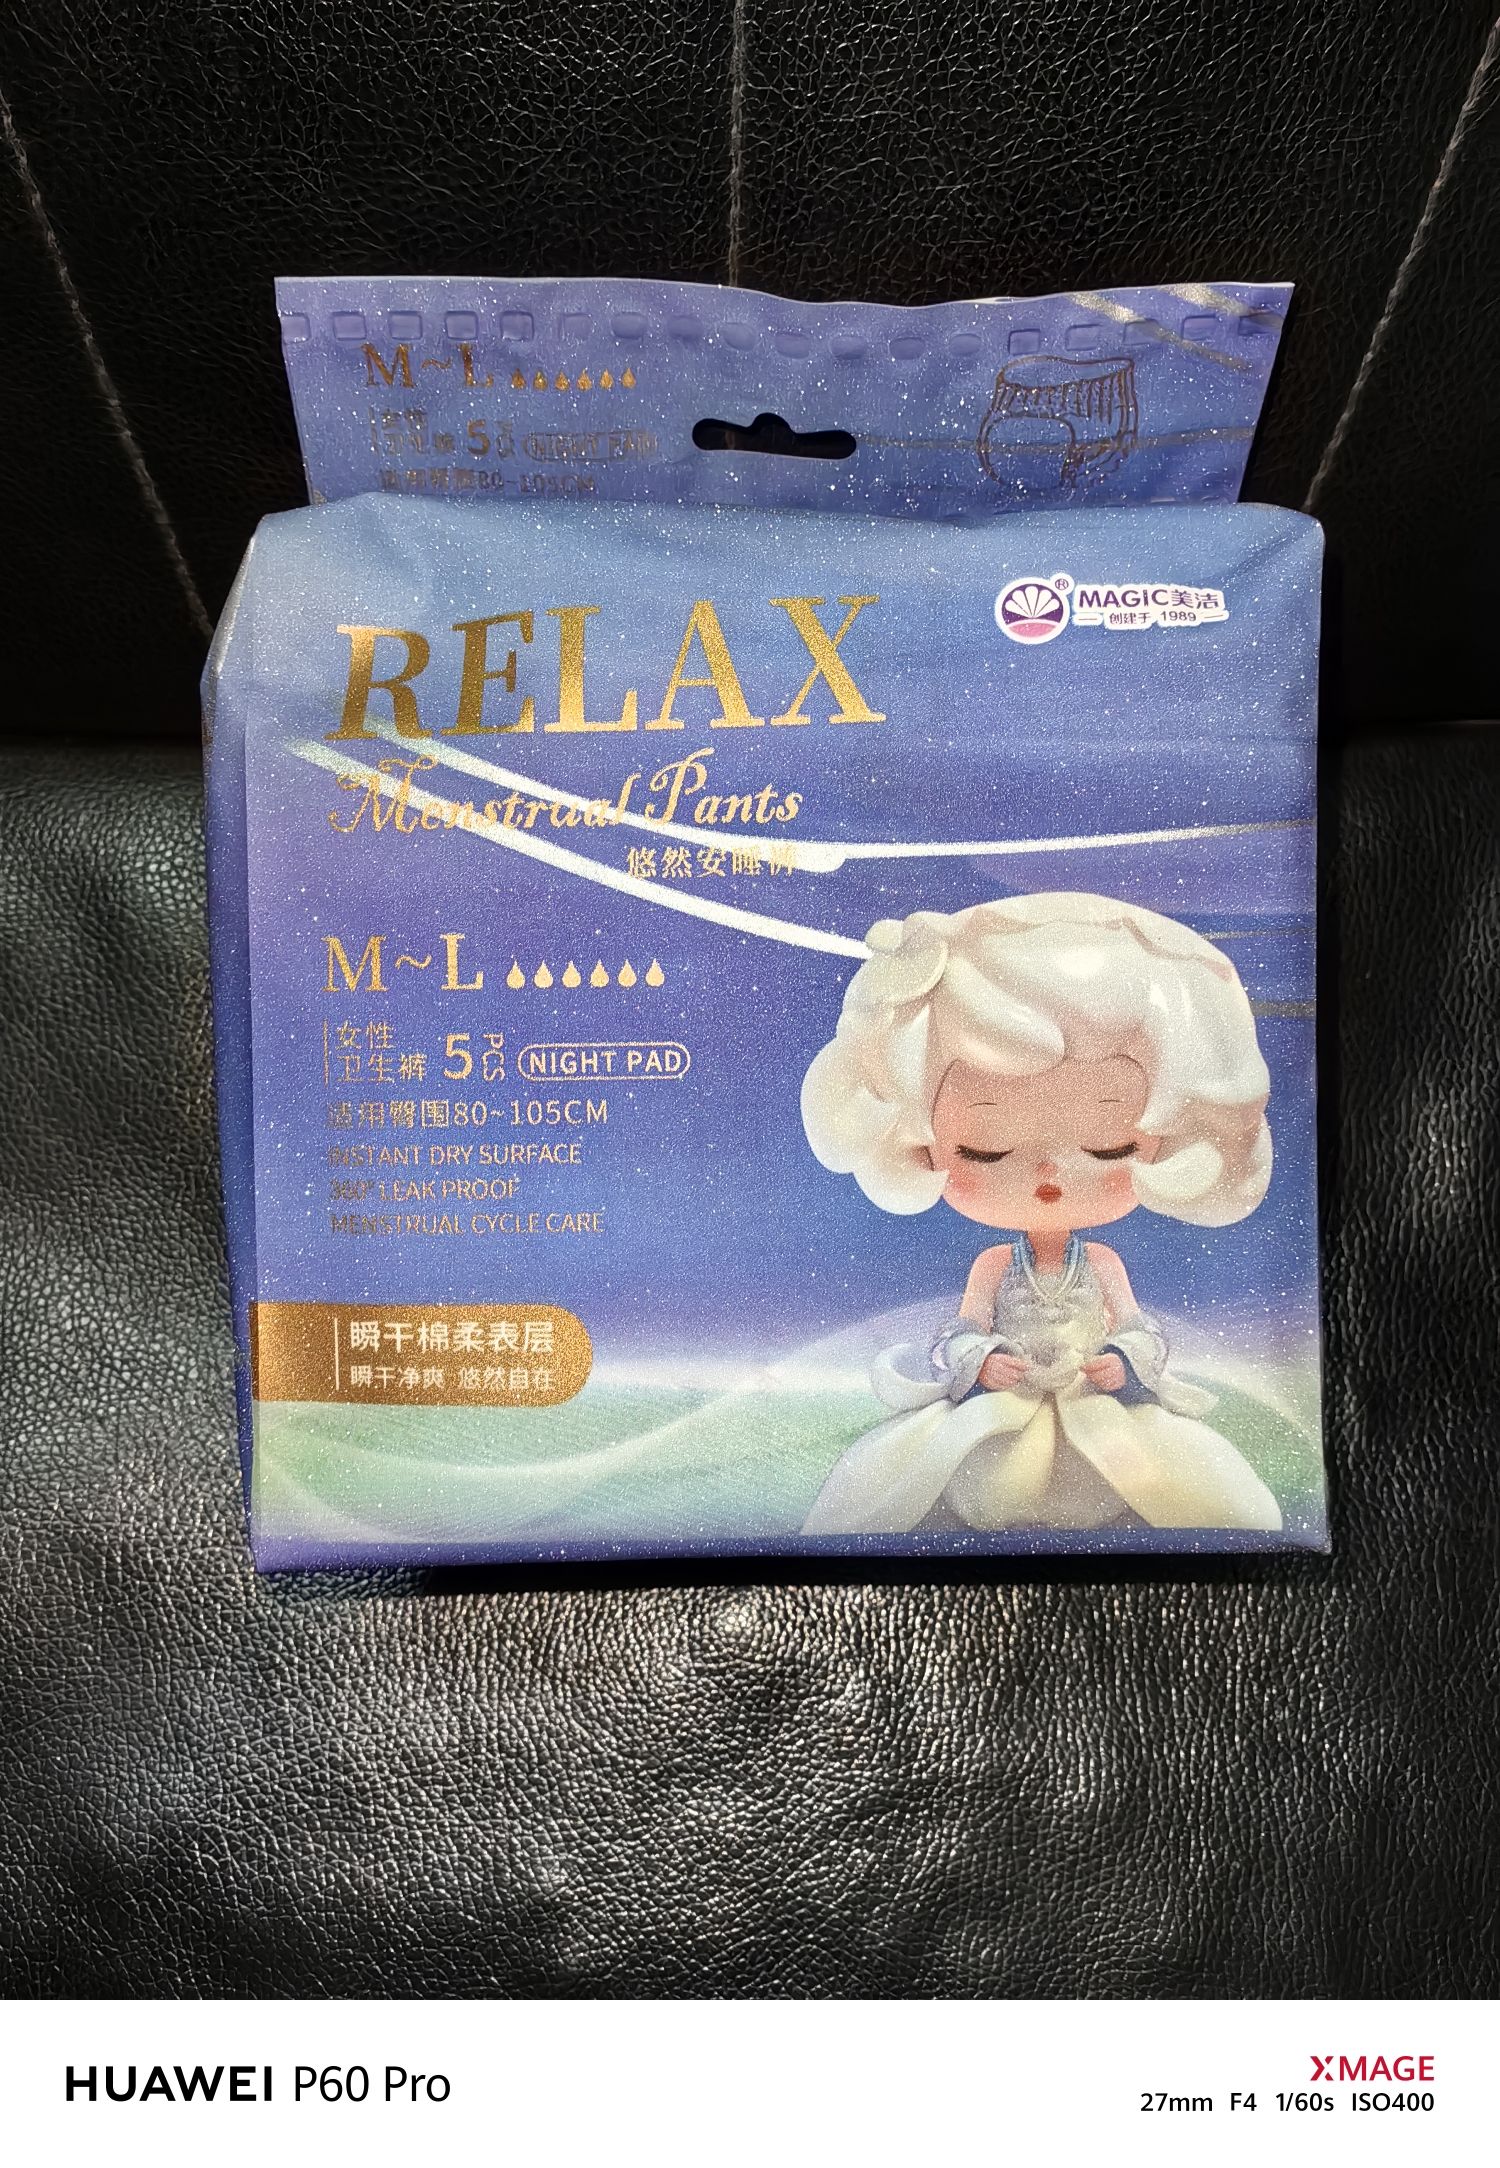 M~L
女性
卫生裤 5 PCS NIGHT PAD
适用臀围80~105CM
MAGIC美洁
创建于 1989
RELAX
Menstrual Pants
悠然安睡裤
M~L
女性
卫生裤 5 PCS NIGHT PAD
适用臀围80~105CM
INSTANT DRY SURFACE
360° LEAK PROOF
MENSTRUAL CYCLE CARE
瞬干棉柔表层
瞬干净爽 悠然自在
HUAWEI P60 Pro
XMAGE
27mm F4 1/60s ISO400